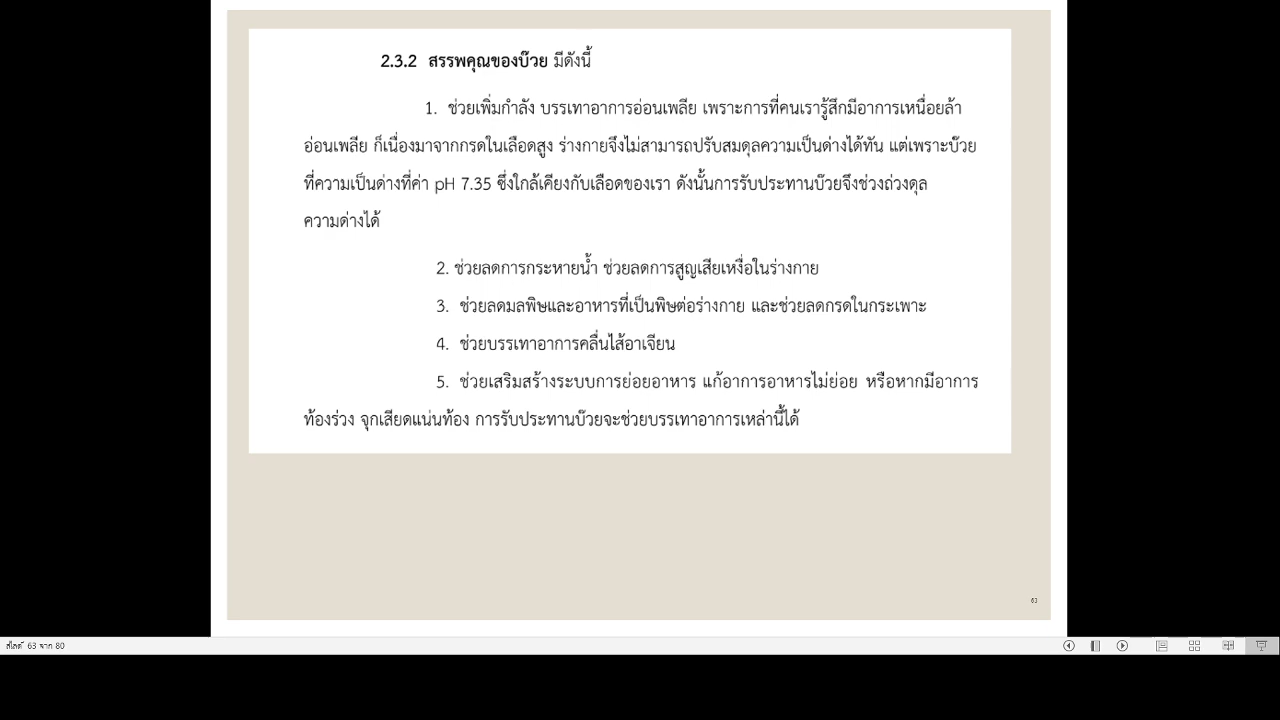 2.3.2 สรรพคุณของบ๊วย มีดังนี้
1. ช่วยเพิ่มกำลัง บรรเทาอาการอ่อนเพลีย เพราะการที่คนเรารู้สึกมีอาการเหนื่อยล้า
อ่อนเพลีย ก็เนื่องมาจากกรดในเลือดสูง ร่างกายจึงไม่สามารถปรับสมดุลความเป็นด่างได้ทัน แต่เพราะบ๊วย
ที่ความเป็นด่างที่ค่า pH 7.35 ซึ่งใกล้เคียงกับเลือดของเรา ดังนั้นการรับประทานบ๊วยจึงช่วงถ่วงดุล
ความด่างได้
2. ช่วยลดการกระหายน้ำ ช่วยลดการสูญเสียเหงื่อในร่างกาย
3. ช่วยลดมลพิษและอาหารที่เป็นพิษต่อร่างกาย และช่วยลดกรดในกระเพาะ
4. ช่วยบรรเทาอาการคลื่นไส้อาเจียน
5. ช่วยเสริมสร้างระบบการย่อยอาหาร แก้อาการอาหารไม่ย่อย หรือหากมีอาการ
ท้องร่วง จุกเสียดแน่นท้อง การรับประทานบ๊วยจะช่วยบรรเทาอาการเหล่านี้ได้
63
สไลด์ 63 จาก 80